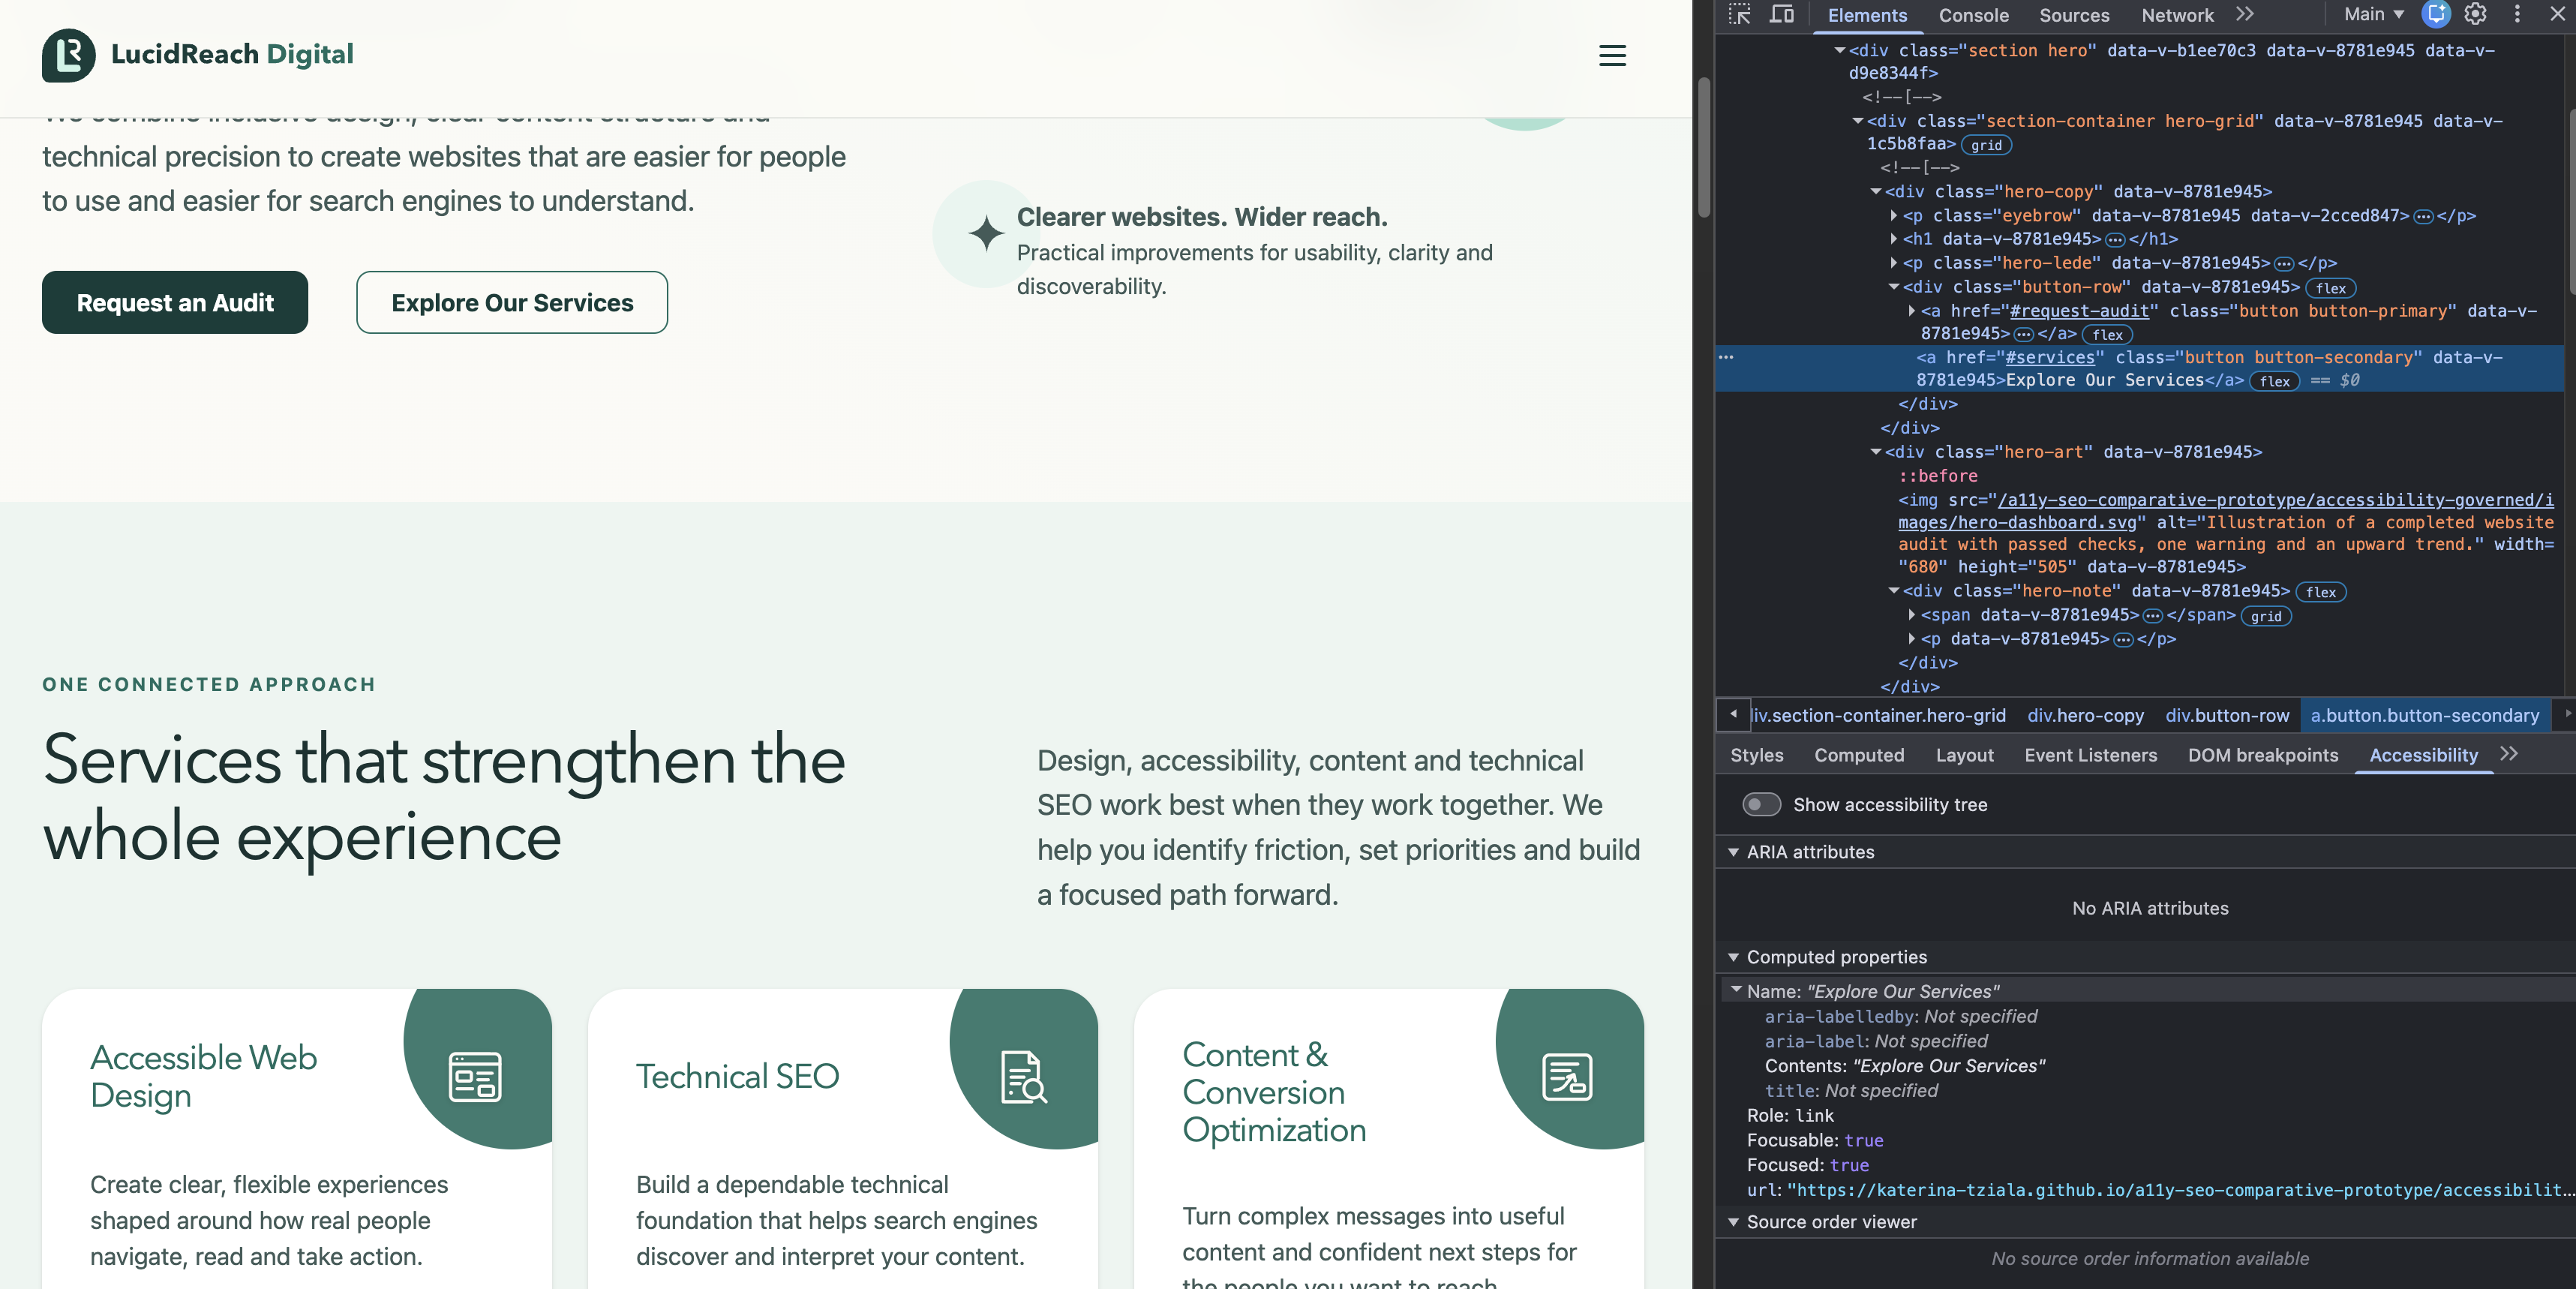 LucidReach Digital
We combine inclusive design, clear content structure and
technical precision to create websites that are easier for people
to use and easier for search engines to understand.
Request an Audit
Explore Our Services
Clearer websites. Wider reach.
Practical improvements for usability, clarity and
discoverability.
ONE CONNECTED APPROACH
Services that strengthen the
whole experience
Design, accessibility, content and technical
SEO work best when they work together. We
help you identify friction, set priorities and build
a focused path forward.
Accessible Web
Design
Create clear, flexible experiences
shaped around how real people
navigate, read and take action.
Technical SEO
Build a dependable technical
foundation that helps search engines
discover and interpret your content.
Content &
Conversion
Optimization
Turn complex messages into useful
content and confident next steps for
the people you want to reach
Elements Console Sources Network Main
<div class="section hero" data-v-b1ee70c3 data-v-8781e945 data-v-
d9e8344f>
<!--[-->
<div class="section-container hero-grid" data-v-8781e945 data-v-
1c5b8faa> grid
<!--[-->
<div class="hero-copy" data-v-8781e945>
<p class="eyebrow" data-v-8781e945 data-v-2cced847>…</p>
<h1 data-v-8781e945>…</h1>
<p class="hero-lede" data-v-8781e945>…</p>
<div class="button-row" data-v-8781e945> flex
<a href="#request-audit" class="button button-primary" data-v-
8781e945>…</a> flex
<a href="#services" class="button button-secondary" data-v-
8781e945>Explore Our Services</a> flex == $0
</div>
</div>
<div class="hero-art" data-v-8781e945>
::before
<img src="/a11y-seo-comparative-prototype/accessibility-governed/i
mages/hero-dashboard.svg" alt="Illustration of a completed website
audit with passed checks, one warning and an upward trend." width=
"680" height="505" data-v-8781e945>
<div class="hero-note" data-v-8781e945> flex
<span data-v-8781e945>…</span> grid
<p data-v-8781e945>…</p>
</div>
</div>
iv.section-container.hero-grid div.hero-copy div.button-row a.button.button-secondary
Styles Computed Layout Event Listeners DOM breakpoints Accessibility
Show accessibility tree
ARIA attributes
No ARIA attributes
Computed properties
Name: "Explore Our Services"
aria-labelledby: Not specified
aria-label: Not specified
Contents: "Explore Our Services"
title: Not specified
Role: link
Focusable: true
Focused: true
url: "https://katerina-tziala.github.io/a11y-seo-comparative-prototype/accessibilit…
Source order viewer
No source order information available